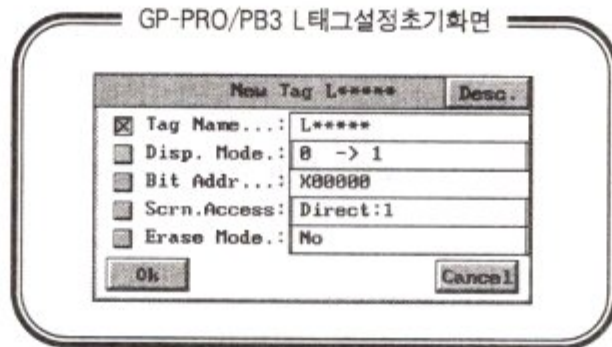 GP-PRO/PB3 L태그설정초기화면
New Tag L***** Desc.
Tag Name...: L*****
Disp. Mode.: 0 -> 1
Bit Addr...: X00000
Scrn.Access: Direct:1
Erase Mode.: No
Ok Cancel